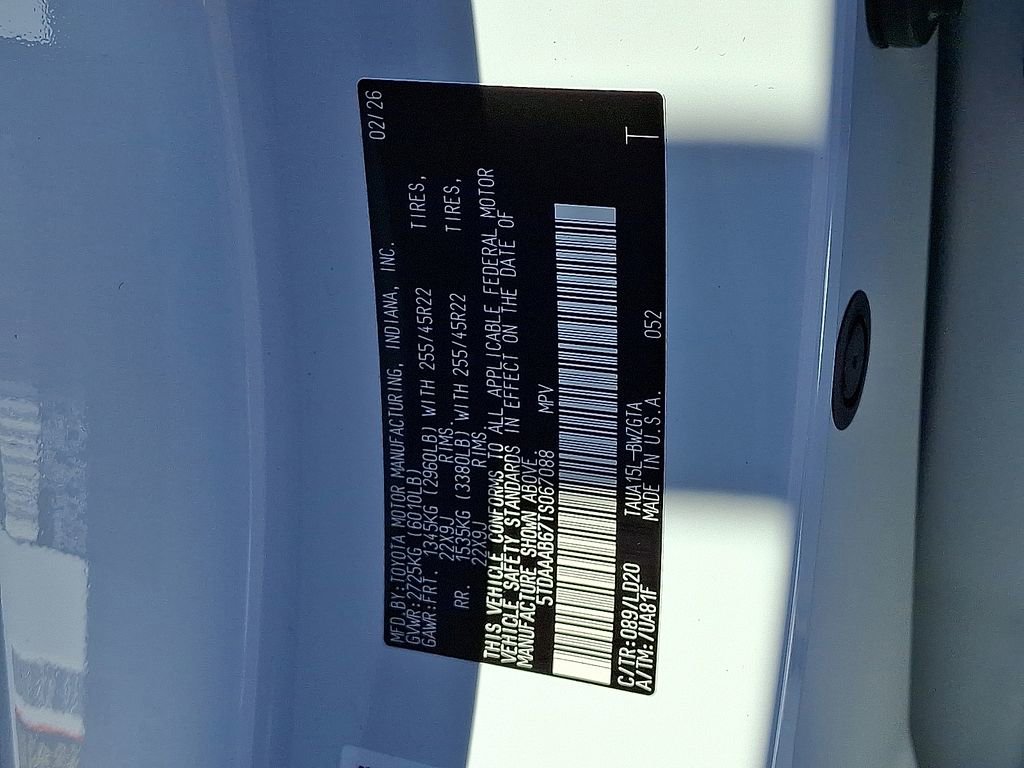 MFD.BY:TOYOTA MOTOR MANUFACTURING, INDIANA, INC. 02/26
GVWR:2725KG (6010LB)
GAWR:FRT. 1345KG (2960LB) WITH 255/45R22 TIRES,
22X9J RIMS.
RR. 1535KG (3380LB) WITH 255/45R22 TIRES,
22X9J RIMS.
THIS VEHICLE CONFORMS TO ALL APPLICABLE FEDERAL MOTOR
VEHICLE SAFETY STANDARDS IN EFFECT ON THE DATE OF
MANUFACTURE SHOWN ABOVE.
5TDAAAB67TS067088 MPV
C/TR:089/LD20 TAUA15L-BWZGTA T
A/TM:-/UA81F MADE IN U.S.A. 052